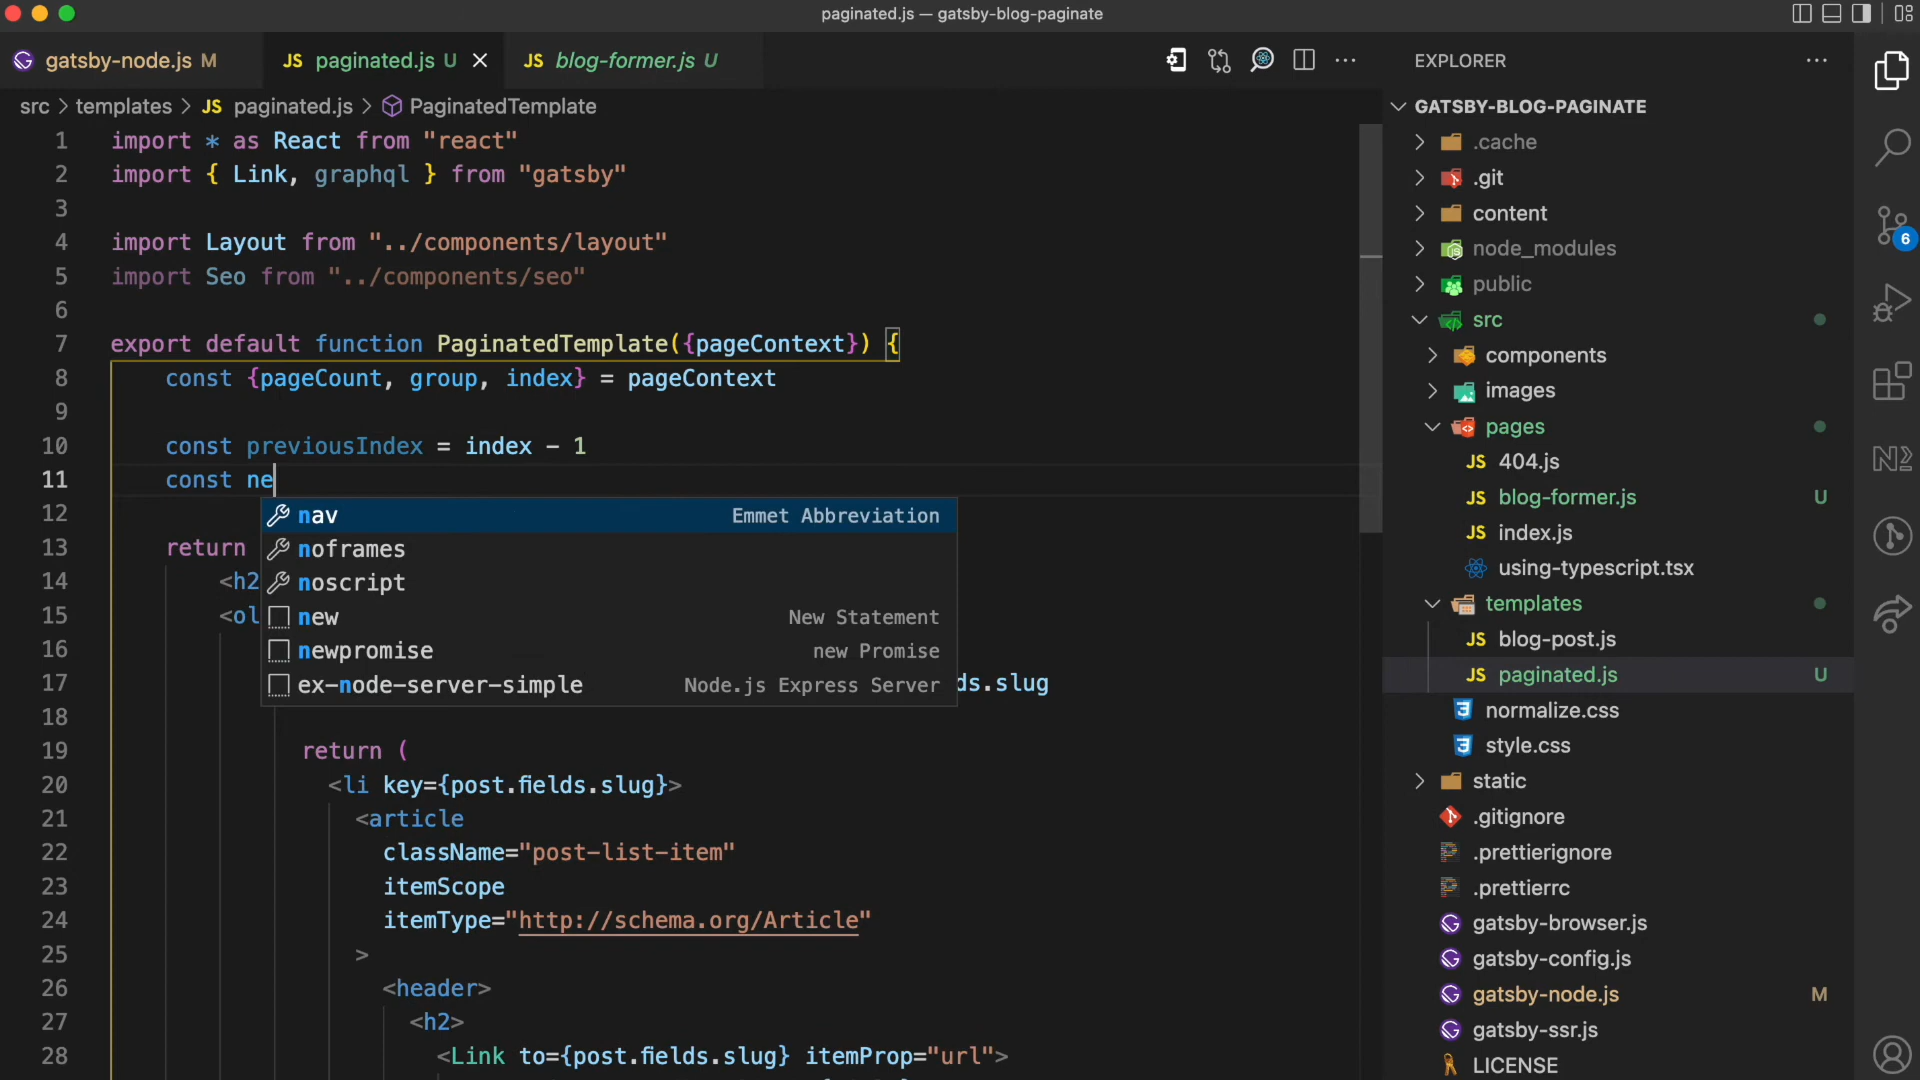 paginated.js — gatsby-blog-paginate
gatsby-node.js M
JS paginated.js U
JS blog-former.js U
src > templates > JS paginated.js > PaginatedTemplate
1 import * as React from "react"
2 import { Link, graphql } from "gatsby"
3
4 import Layout from "../components/layout"
5 import Seo from "../components/seo"
6
7 export default function PaginatedTemplate({pageContext}) {
8 const {pageCount, group, index} = pageContext
9
10 const previousIndex = index - 1
11 const ne
12
13 return
14 <h2
15 <ol
16
17 ds.slug
18
19 return (
20 <li key={post.fields.slug}>
21 <article
22 className="post-list-item"
23 itemScope
24 itemType="http://schema.org/Article"
25 >
26 <header>
27 <h2>
28 <Link to={post.fields.slug} itemProp="url">
nav Emmet Abbreviation
noframes
noscript
new New Statement
newpromise new Promise
ex-node-server-simple Node.js Express Server
EXPLORER
GATSBY-BLOG-PAGINATE
.cache
.git
content
node_modules
public
src
components
images
pages
JS 404.js
JS blog-former.js U
JS index.js
using-typescript.tsx
templates
JS blog-post.js
JS paginated.js U
normalize.css
style.css
static
.gitignore
.prettierignore
.prettierrc
gatsby-browser.js
gatsby-config.js
gatsby-node.js M
gatsby-ssr.js
LICENSE
6